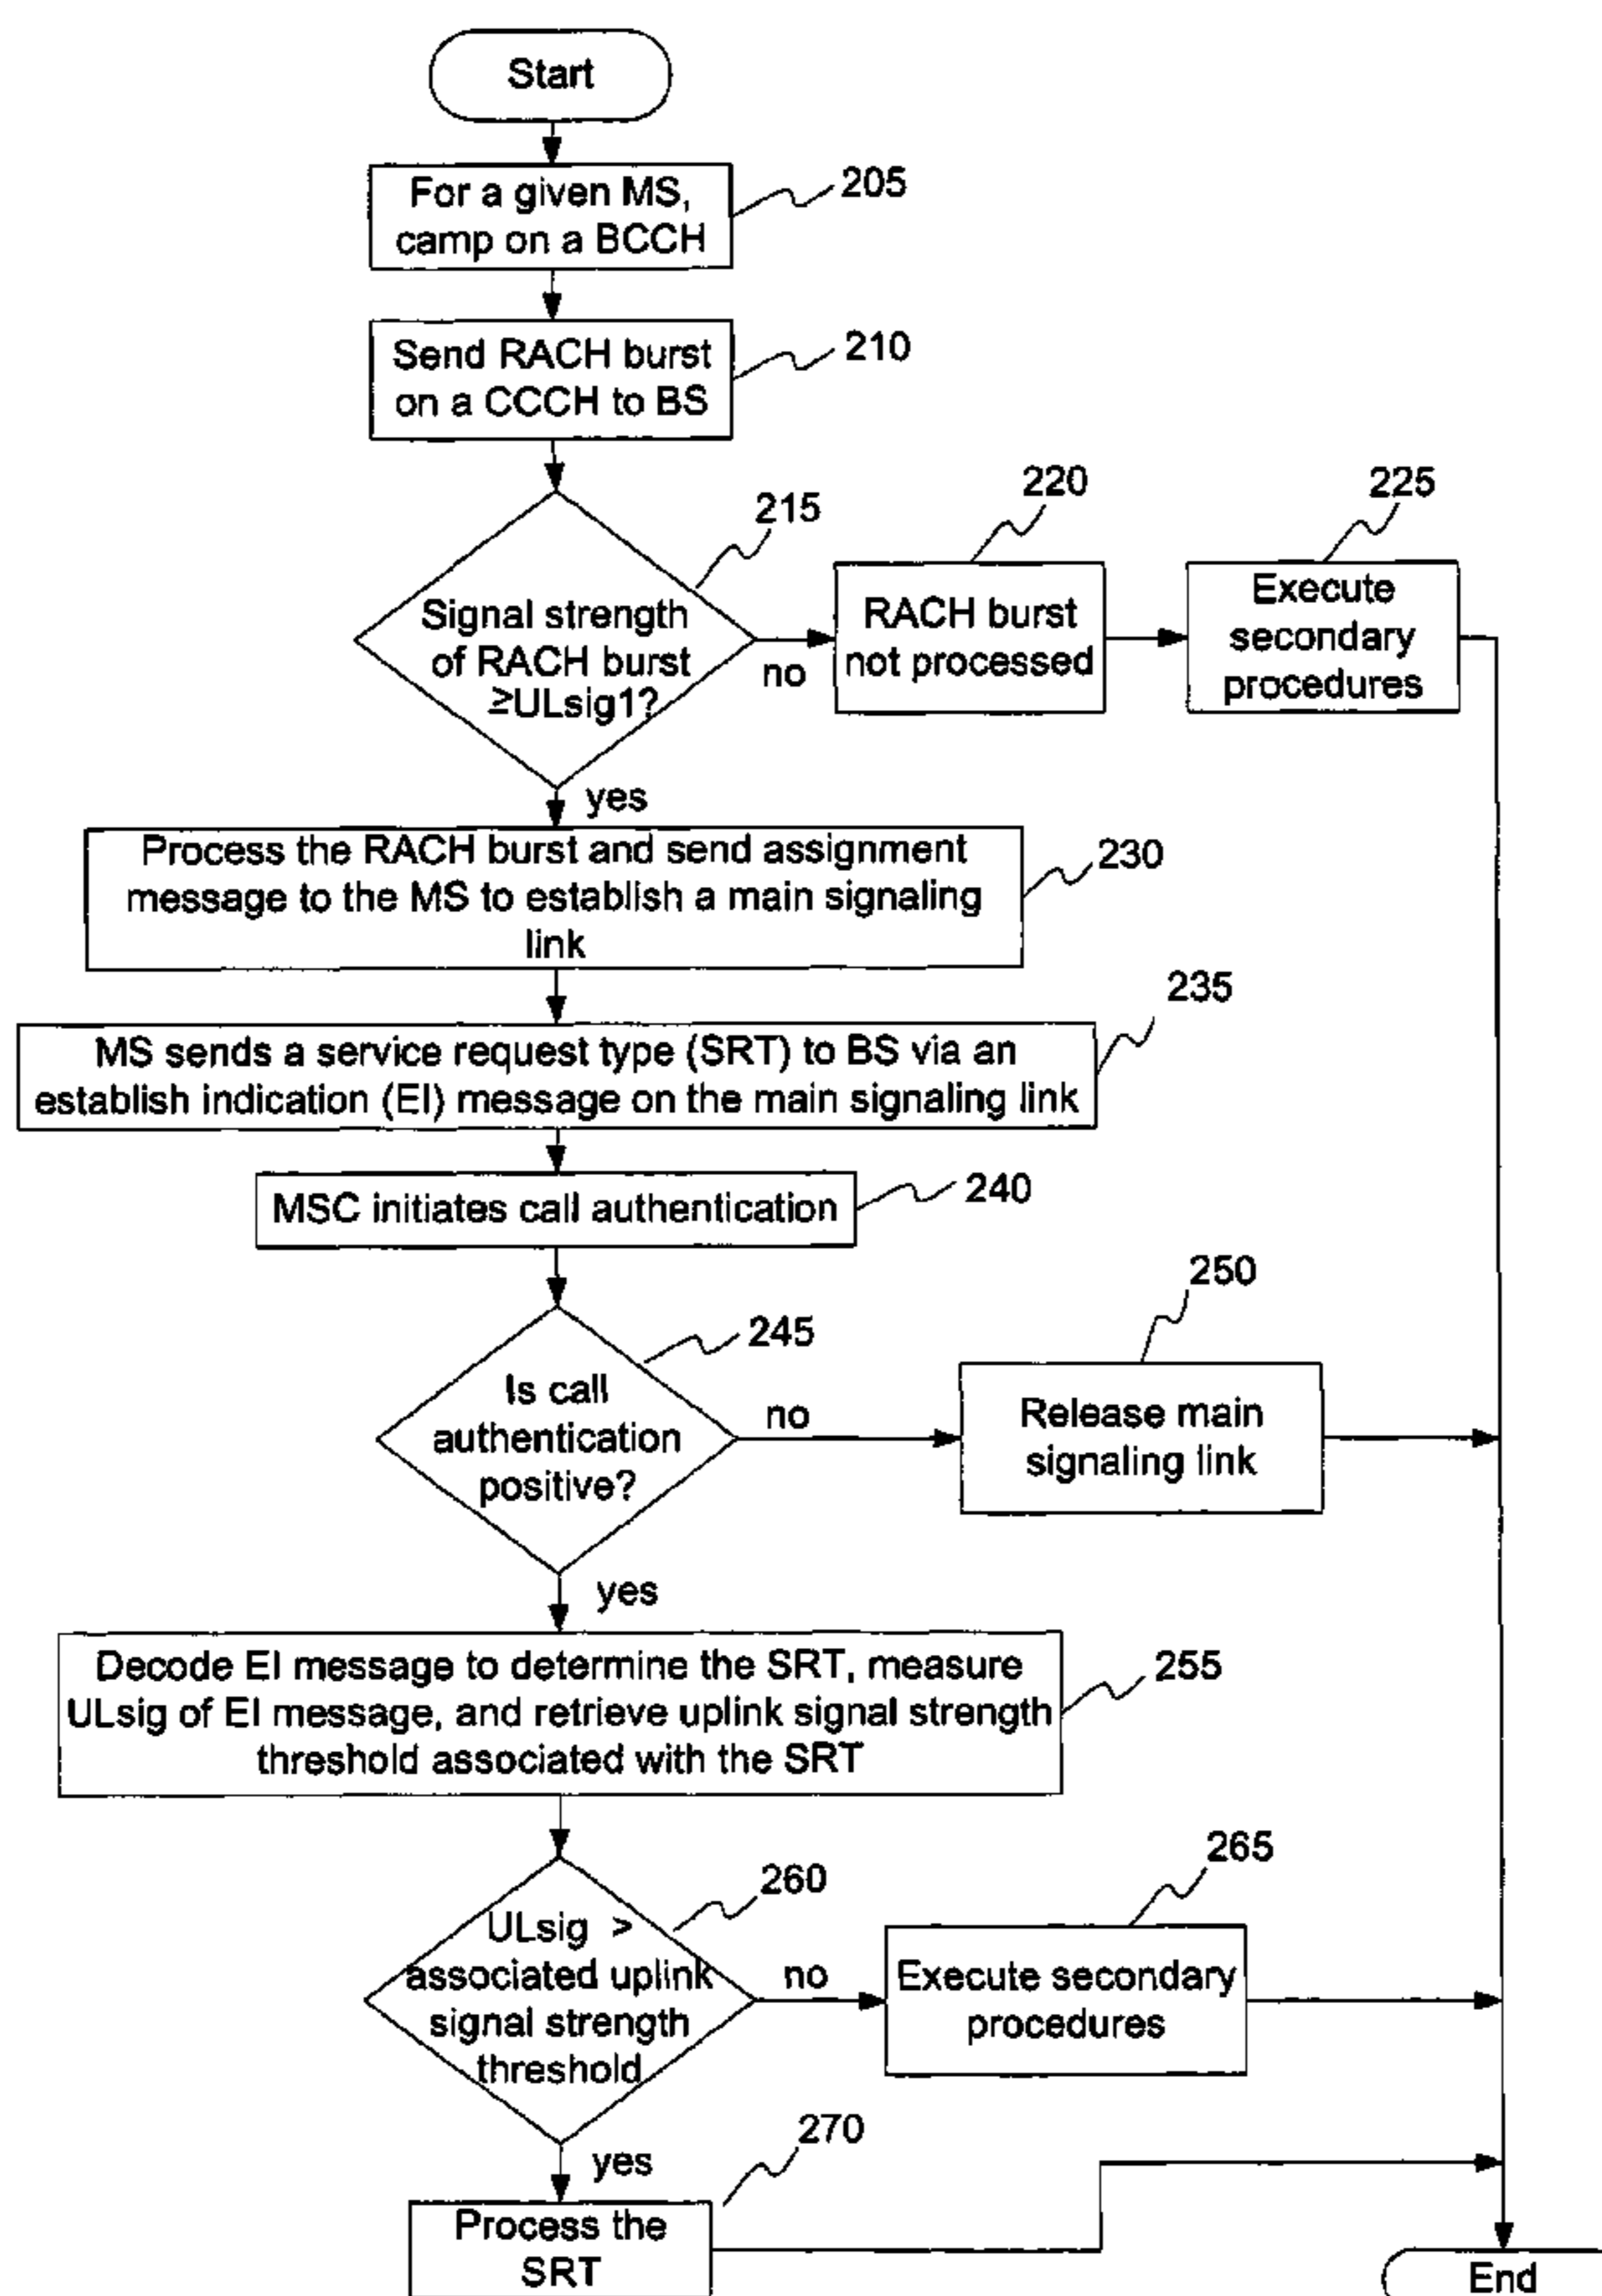 Start
For a given MS,
camp on a BCCH
205
Send RACH burst
on a CCCH to BS
210
Signal strength
of RACH burst
≥ULsig1?
215
no
RACH burst
not processed
220
Execute
secondary
procedures
225
yes
Process the RACH burst and send assignment
message to the MS to establish a main signaling
link
230
MS sends a service request type (SRT) to BS via an
establish indication (EI) message on the main signaling link
235
MSC initiates call authentication
240
Is call
authentication
positive?
245
no
Release main
signaling link
250
yes
Decode EI message to determine the SRT, measure
ULsig of EI message, and retrieve uplink signal strength
threshold associated with the SRT
255
ULsig >
associated uplink
signal strength
threshold
260
no
Execute secondary
procedures
265
yes
Process the
SRT
270
End